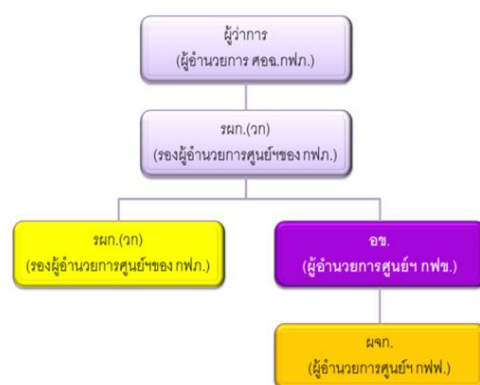 ผู้ว่าการ
(ผู้อำนวยการ ศอฉ.กฟภ.)
รผก.(วก)
(รองผู้อำนวยการศูนย์ฯของ กฟภ.)
รผก.(วก)
(รองผู้อำนวยการศูนย์ฯของ กฟภ.)
อข.
(ผู้อำนวยการศูนย์ฯ กฟข.)
ผจก.
(ผู้อำนวยการศูนย์ฯ กฟฟ.)